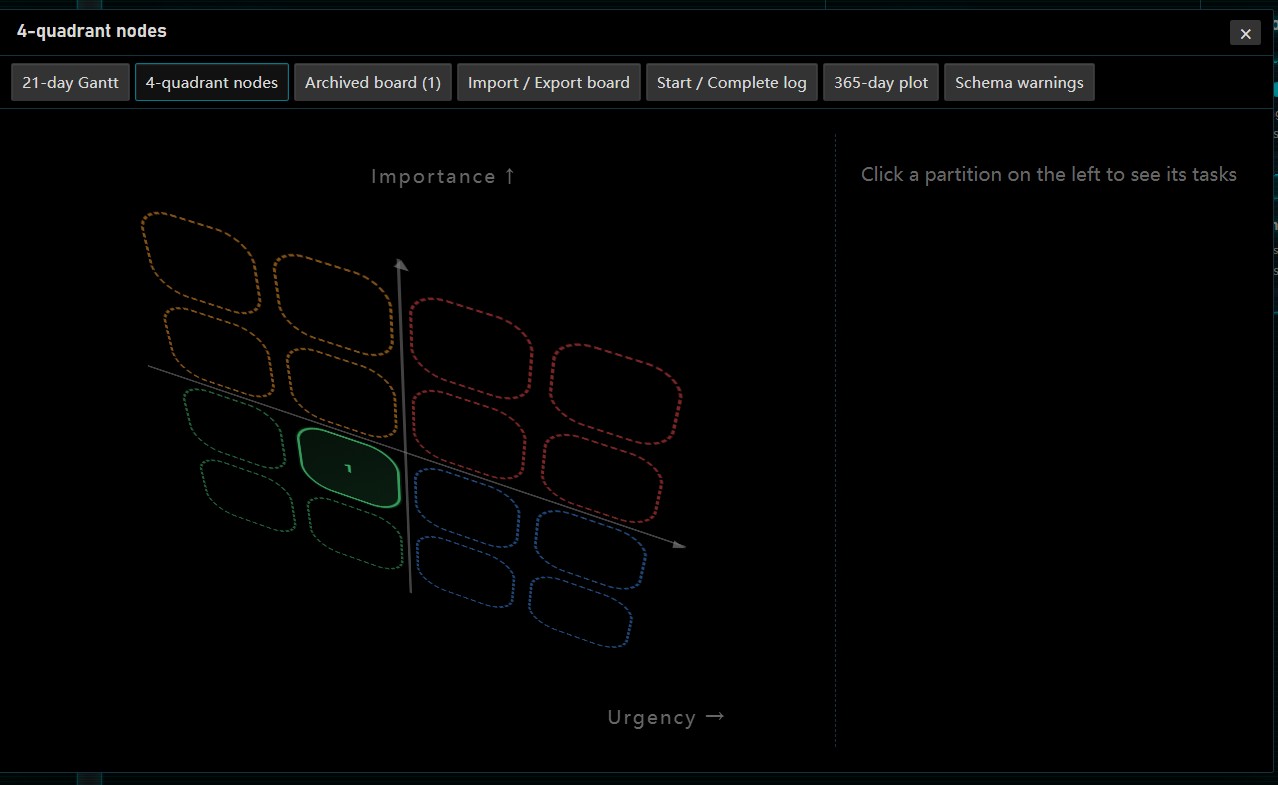 4-quadrant nodes
×
21-day Gantt
4-quadrant nodes
Archived board (1)
Import / Export board
Start / Complete log
365-day plot
Schema warnings
Importance ↑
Click a partition on the left to see its tasks
1
Urgency →